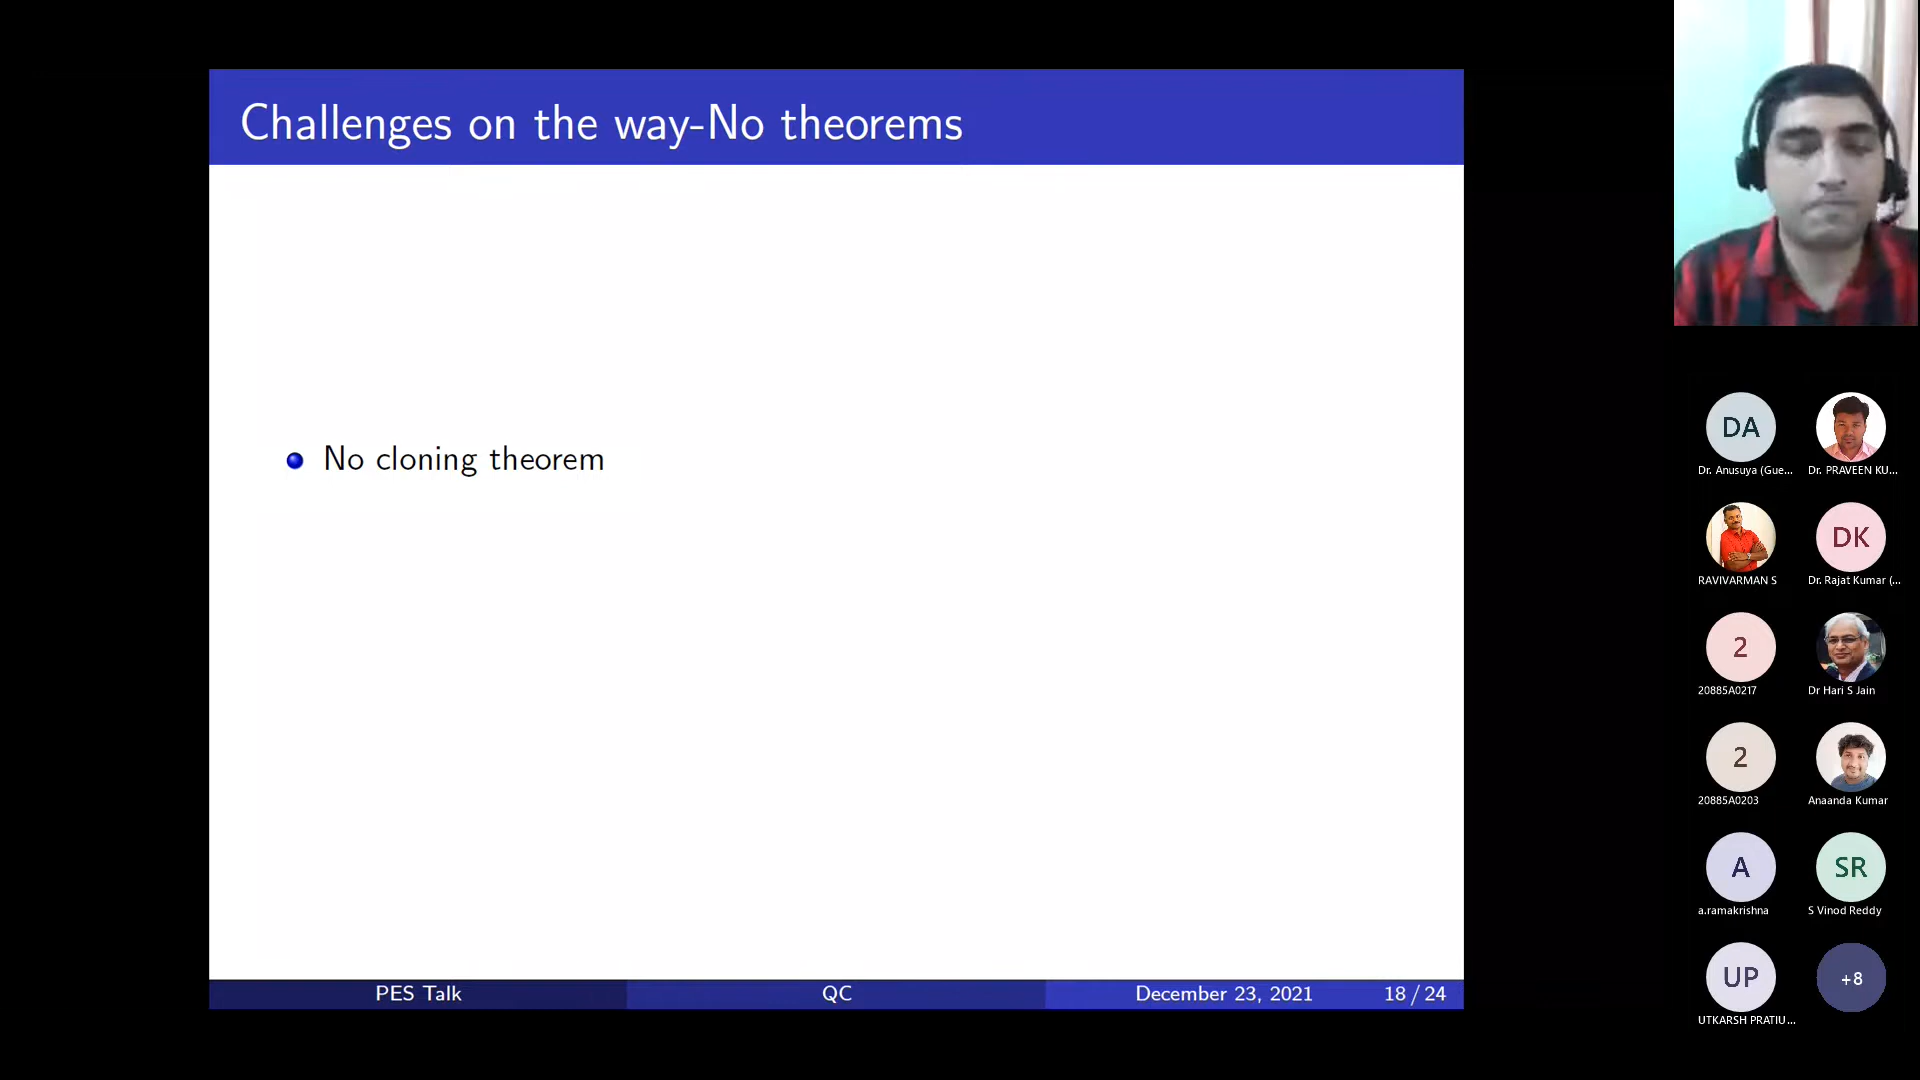 Challenges on the way-No theorems
No cloning theorem
PES Talk QC December 23, 2021 18 / 24
DA
Dr. Anusuya (Gue...
Dr. PRAVEEN KU...
RAVIVARMAN S
DK
Dr. Rajat Kumar (...
2
20885A0217
Dr Hari S Jain
2
20885A0203
Anaanda Kumar
A
a.ramakrishna
SR
S Vinod Reddy
UP
UTKARSH PRATIU...
+8